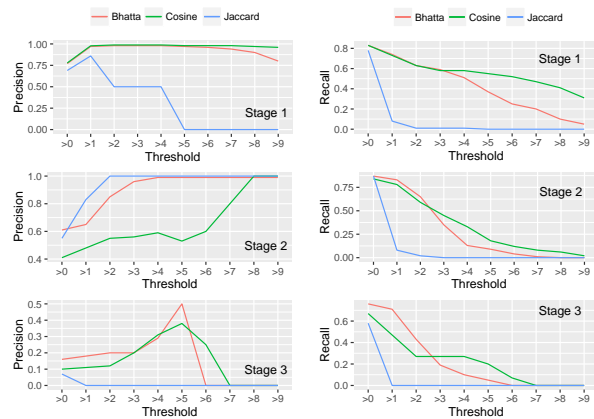 Bhatta Cosine Jaccard
Bhatta Cosine Jaccard
Precision
1.00
0.75
0.50
0.25
0.00
Stage 1
>0 >1 >2 >3 >4 >5 >6 >7 >8 >9
Threshold
Recall
0.8
0.6
0.4
0.2
0.0
Stage 1
>0 >1 >2 >3 >4 >5 >6 >7 >8 >9
Threshold
Precision
1.0
0.8
0.6
0.4
Stage 2
>0 >1 >2 >3 >4 >5 >6 >7 >8 >9
Threshold
Recall
0.75
0.50
0.25
0.00
Stage 2
>0 >1 >2 >3 >4 >5 >6 >7 >8 >9
Threshold
Precision
0.5
0.4
0.3
0.2
0.1
0.0
Stage 3
>0 >1 >2 >3 >4 >5 >6 >7 >8 >9
Threshold
Recall
0.6
0.4
0.2
0.0
Stage 3
>0 >1 >2 >3 >4 >5 >6 >7 >8 >9
Threshold